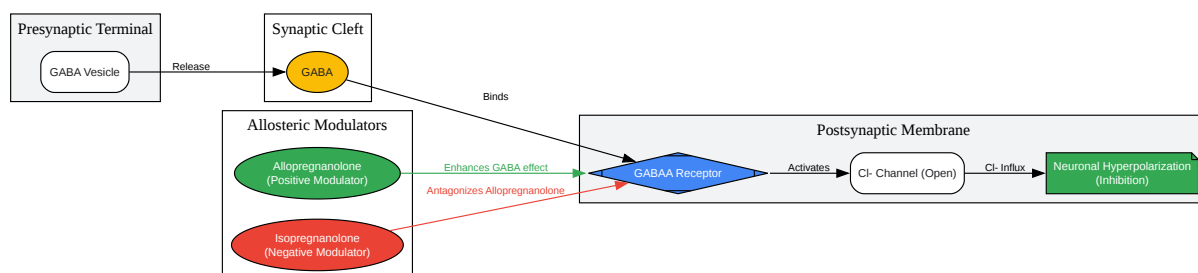 Presynaptic Terminal
GABA Vesicle
Release
Synaptic Cleft
GABA
Binds
Allosteric Modulators
Allopregnanolone
(Positive Modulator)
Enhances GABA effect
Antagonizes Allopregnanolone
Isopregnanolone
(Negative Modulator)
Postsynaptic Membrane
GABAA Receptor
Activates
Cl- Channel (Open)
Cl- Influx
Neuronal Hyperpolarization
(Inhibition)